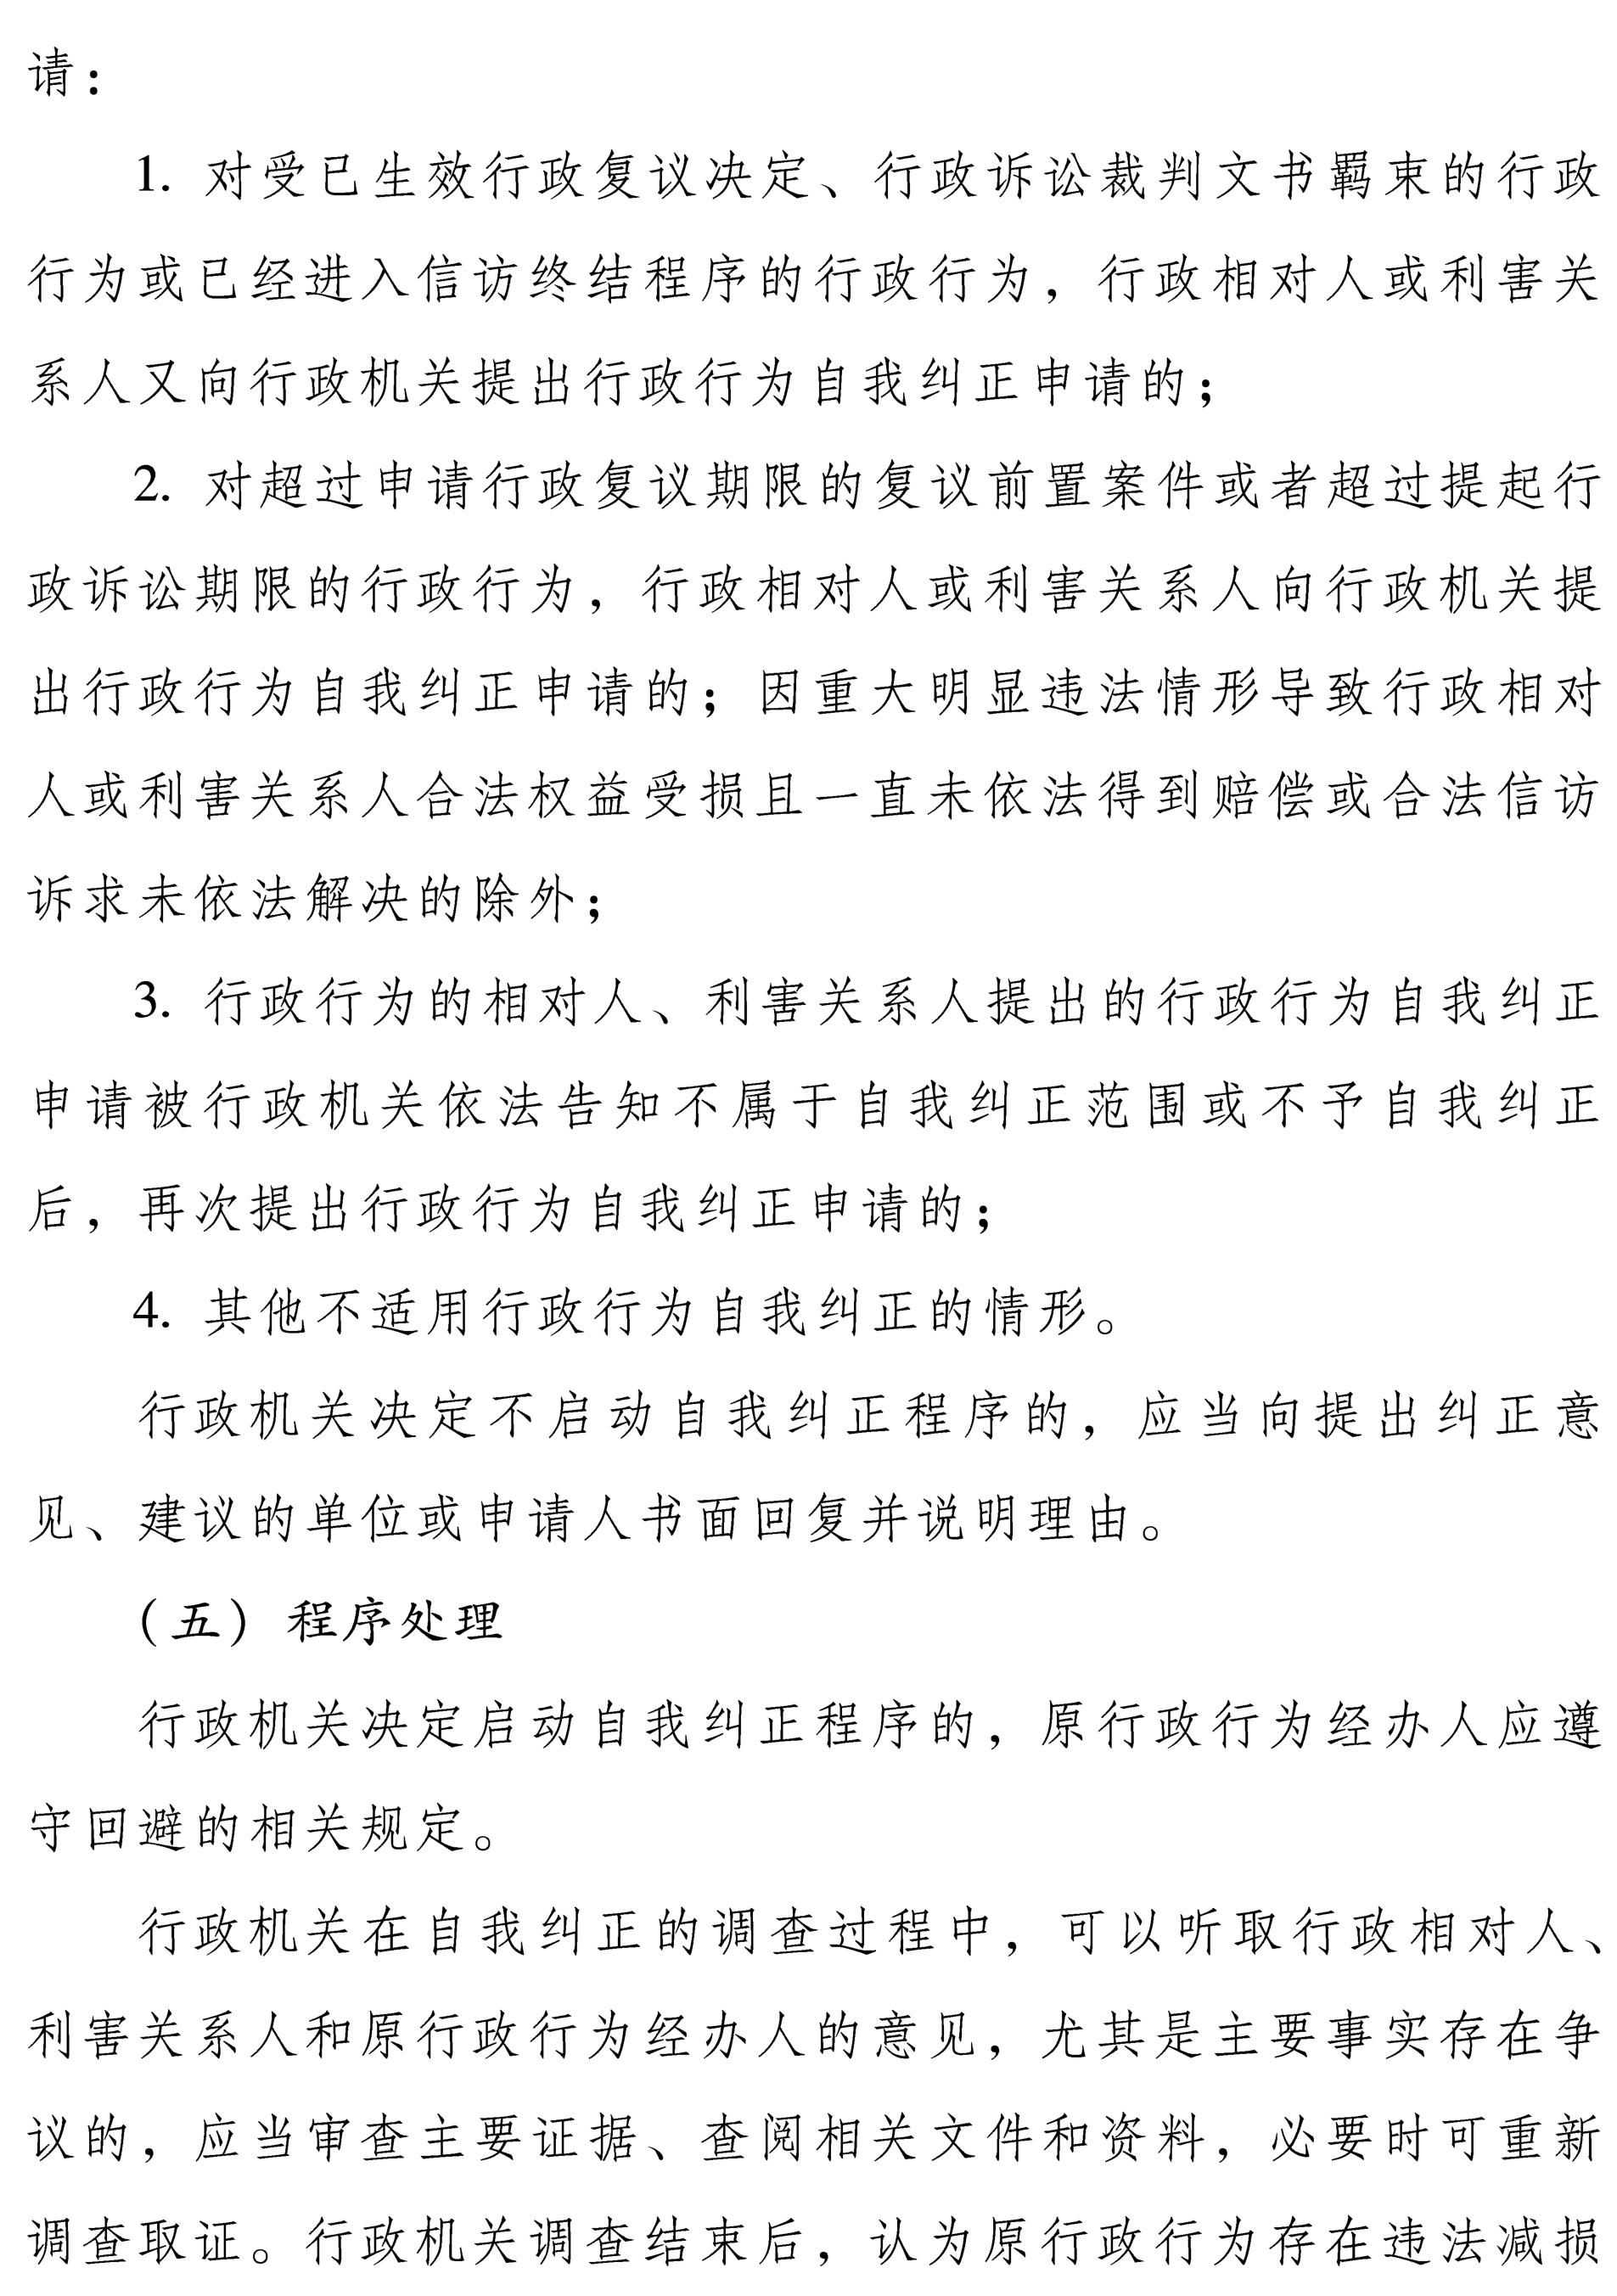 请：
1. 对受已生效行政复议决定、行政诉讼裁判文书羁束的行政
行为或已经进入信访终结程序的行政行为，行政相对人或利害关
系人又向行政机关提出行政行为自我纠正申请的；
2. 对超过申请行政复议期限的复议前置案件或者超过提起行
政诉讼期限的行政行为，行政相对人或利害关系人向行政机关提
出行政行为自我纠正申请的；因重大明显违法情形导致行政相对
人或利害关系人合法权益受损且一直未依法得到赔偿或合法信访
诉求未依法解决的除外；
3. 行政行为的相对人、利害关系人提出的行政行为自我纠正
申请被行政机关依法告知不属于自我纠正范围或不予自我纠正
后，再次提出行政行为自我纠正申请的；
4. 其他不适用行政行为自我纠正的情形。
行政机关决定不启动自我纠正程序的，应当向提出纠正意
见、建议的单位或申请人书面回复并说明理由。
（五）程序处理
行政机关决定启动自我纠正程序的，原行政行为经办人应遵
守回避的相关规定。
行政机关在自我纠正的调查过程中，可以听取行政相对人、
利害关系人和原行政行为经办人的意见，尤其是主要事实存在争
议的，应当审查主要证据、查阅相关文件和资料，必要时可重新
调查取证。行政机关调查结束后，认为原行政行为存在违法减损